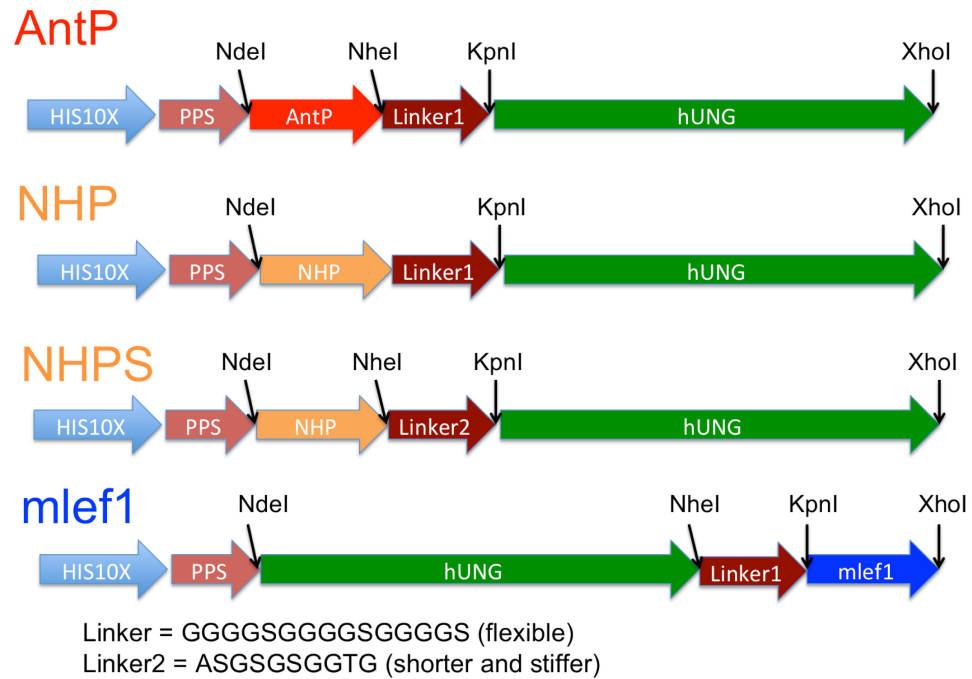 AntP
NdeI NheI KpnI XhoI
HIS10X PPS AntP Linker1 hUNG
NHP
NdeI KpnI XhoI
HIS10X PPS NHP Linker1 hUNG
NHPS
NdeI NheI KpnI XhoI
HIS10X PPS NHP Linker2 hUNG
mlef1
NdeI NheI KpnI XhoI
HIS10X PPS hUNG Linker1 mlef1
Linker = GGGGSGGGGSGGGGS (flexible)
Linker2 = ASGSGSGGTG (shorter and stiffer)